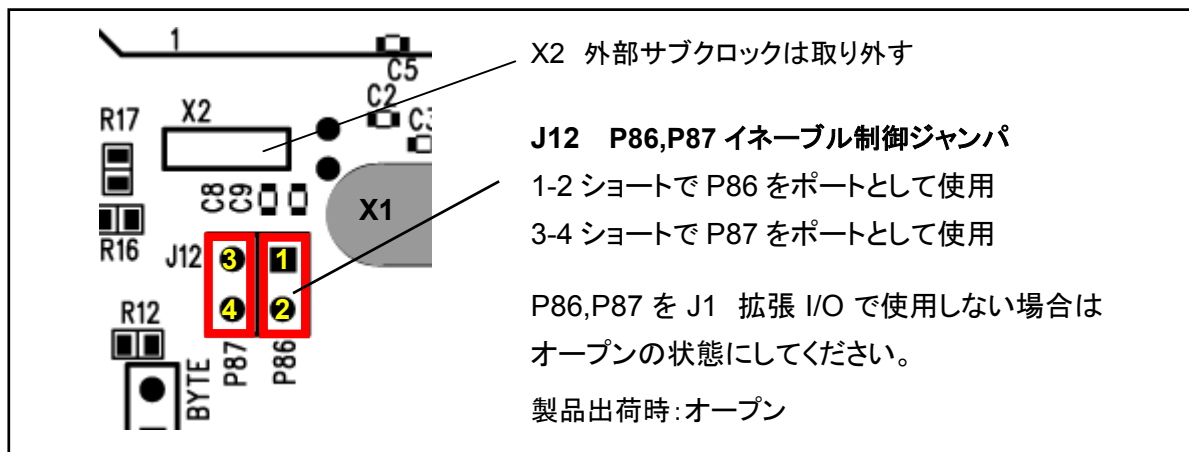 1
C5
X2
C2
R17
C3
C8
C9
X1
R16
J12
3
1
4
2
R12
P87
P86
BYTE
X2 外部サブクロックは取り外す
J12 P86,P87 イネーブル制御ジャンパ
1-2 ショートで P86 をポートとして使用
3-4 ショートで P87 をポートとして使用
P86,P87 を J1 拡張 I/O で使用しない場合は
オープンの状態にしてください。
製品出荷時:オープン